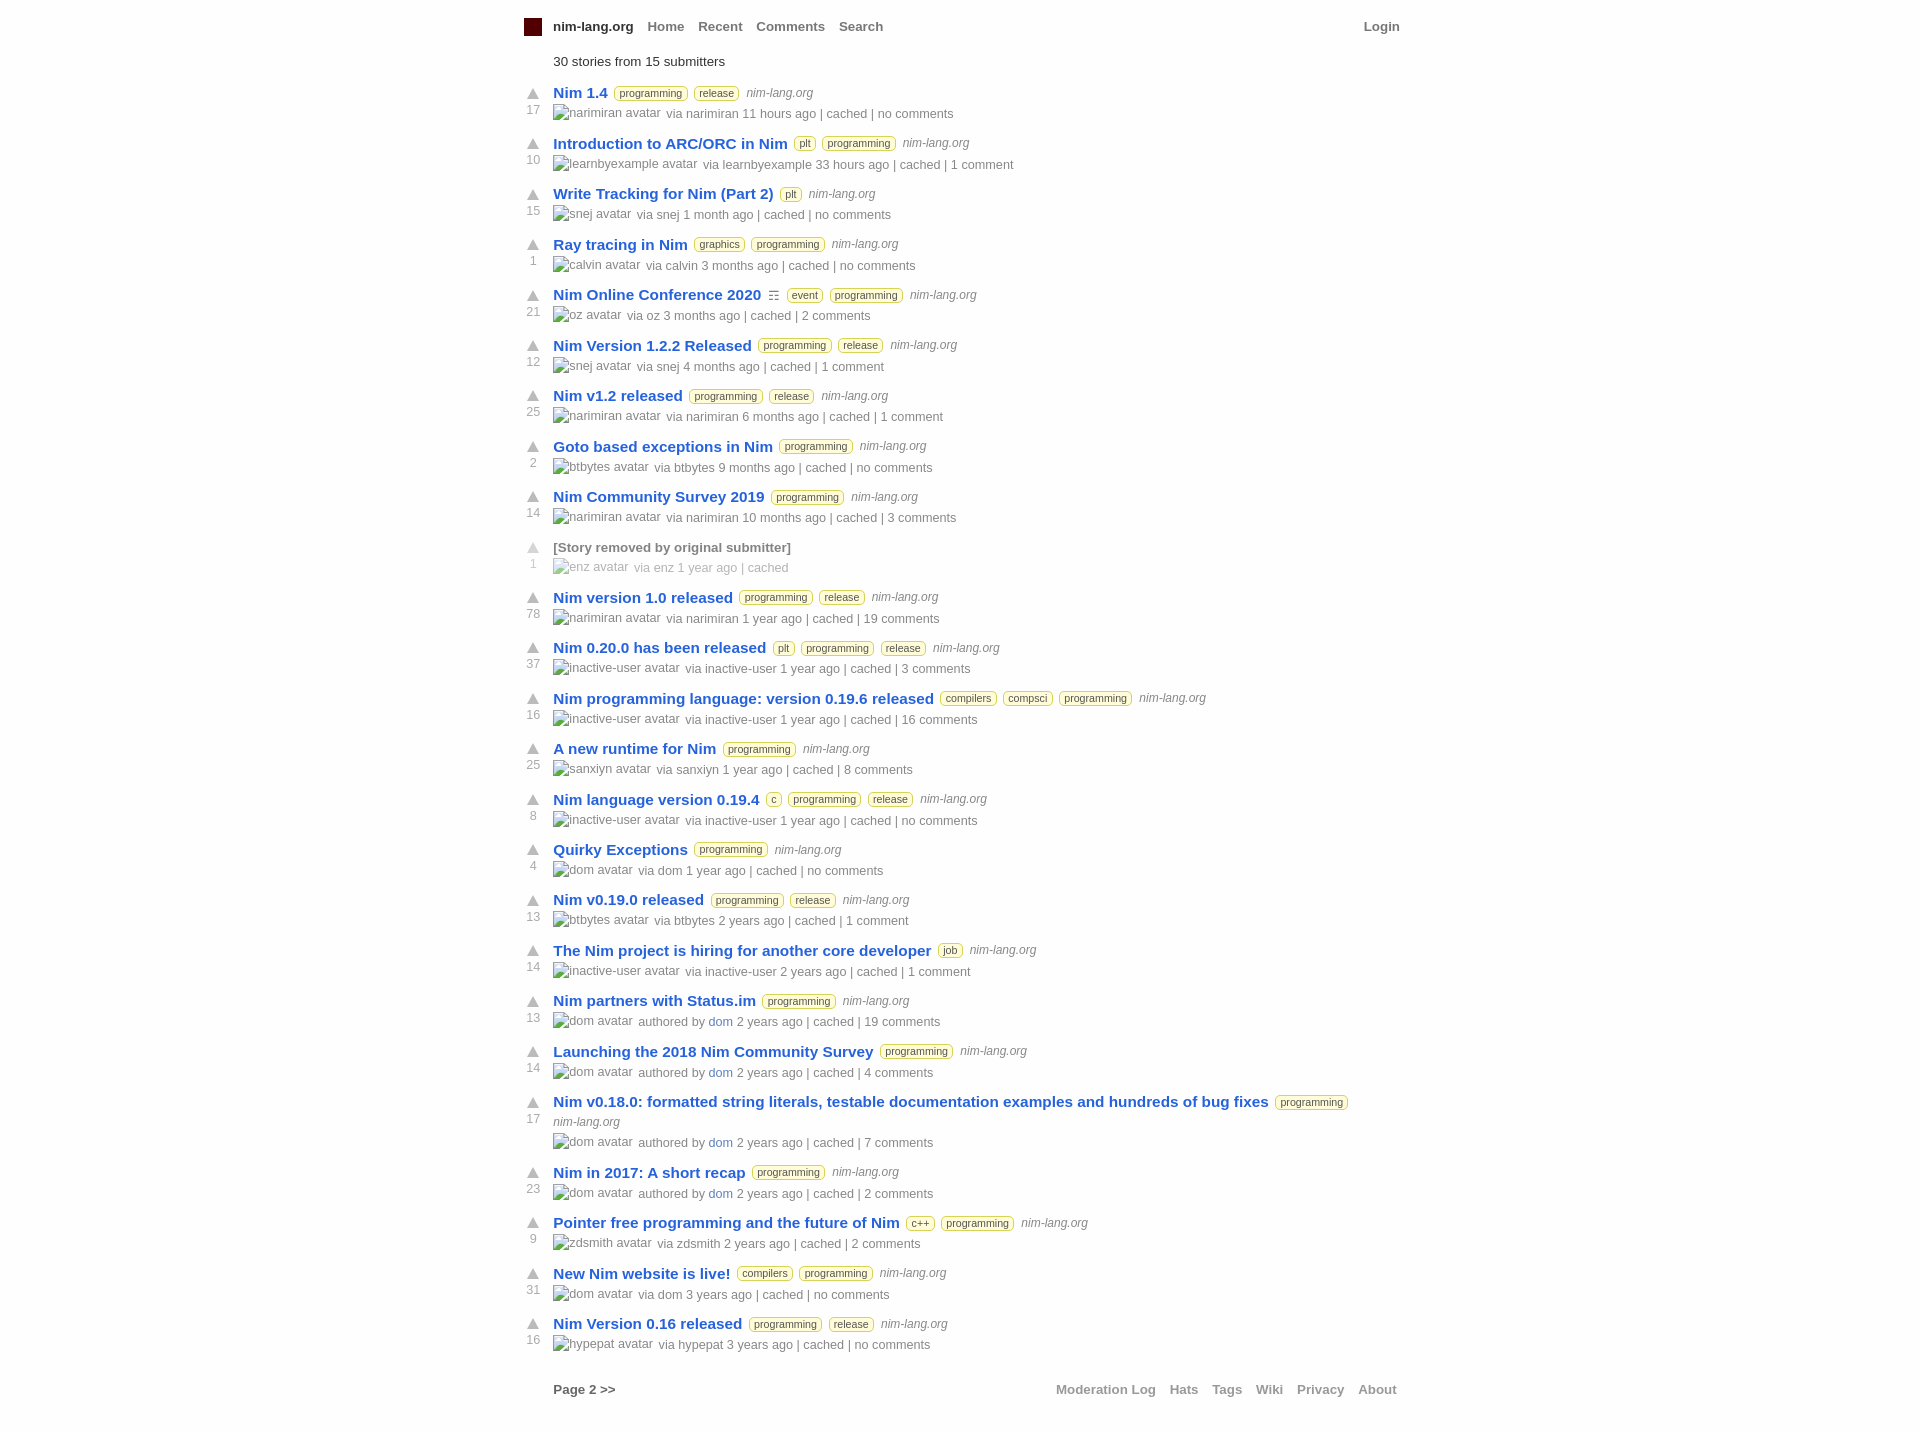 nim-lang.org Home Recent Comments Search Login
30 stories from 15 submitters
Nim 1.4 programming release nim-lang.org
17
narimiran avatar via narimiran 11 hours ago | cached | no comments
Introduction to ARC/ORC in Nim plt programming nim-lang.org
10
learnbyexample avatar via learnbyexample 33 hours ago | cached | 1 comment
Write Tracking for Nim (Part 2) plt nim-lang.org
15
snej avatar via snej 1 month ago | cached | no comments
Ray tracing in Nim graphics programming nim-lang.org
1
calvin avatar via calvin 3 months ago | cached | no comments
Nim Online Conference 2020 ☶ event programming nim-lang.org
21
oz avatar via oz 3 months ago | cached | 2 comments
Nim Version 1.2.2 Released programming release nim-lang.org
12
snej avatar via snej 4 months ago | cached | 1 comment
Nim v1.2 released programming release nim-lang.org
25
narimiran avatar via narimiran 6 months ago | cached | 1 comment
Goto based exceptions in Nim programming nim-lang.org
2
btbytes avatar via btbytes 9 months ago | cached | no comments
Nim Community Survey 2019 programming nim-lang.org
14
narimiran avatar via narimiran 10 months ago | cached | 3 comments
[Story removed by original submitter]
1
enz avatar via enz 1 year ago | cached
Nim version 1.0 released programming release nim-lang.org
78
narimiran avatar via narimiran 1 year ago | cached | 19 comments
Nim 0.20.0 has been released plt programming release nim-lang.org
37
inactive-user avatar via inactive-user 1 year ago | cached | 3 comments
Nim programming language: version 0.19.6 released compilers compsci programming nim-lang.org
16
inactive-user avatar via inactive-user 1 year ago | cached | 16 comments
A new runtime for Nim programming nim-lang.org
25
sanxiyn avatar via sanxiyn 1 year ago | cached | 8 comments
Nim language version 0.19.4 c programming release nim-lang.org
8
inactive-user avatar via inactive-user 1 year ago | cached | no comments
Quirky Exceptions programming nim-lang.org
4
dom avatar via dom 1 year ago | cached | no comments
Nim v0.19.0 released programming release nim-lang.org
13
btbytes avatar via btbytes 2 years ago | cached | 1 comment
The Nim project is hiring for another core developer job nim-lang.org
14
inactive-user avatar via inactive-user 2 years ago | cached | 1 comment
Nim partners with Status.im programming nim-lang.org
13
dom avatar authored by dom 2 years ago | cached | 19 comments
Launching the 2018 Nim Community Survey programming nim-lang.org
14
dom avatar authored by dom 2 years ago | cached | 4 comments
Nim v0.18.0: formatted string literals, testable documentation examples and hundreds of bug fixes programming
17
nim-lang.org
dom avatar authored by dom 2 years ago | cached | 7 comments
Nim in 2017: A short recap programming nim-lang.org
23
dom avatar authored by dom 2 years ago | cached | 2 comments
Pointer free programming and the future of Nim c++ programming nim-lang.org
9
zdsmith avatar via zdsmith 2 years ago | cached | 2 comments
New Nim website is live! compilers programming nim-lang.org
31
dom avatar via dom 3 years ago | cached | no comments
Nim Version 0.16 released programming release nim-lang.org
16
hypepat avatar via hypepat 3 years ago | cached | no comments
Page 2 >> Moderation Log Hats Tags Wiki Privacy About